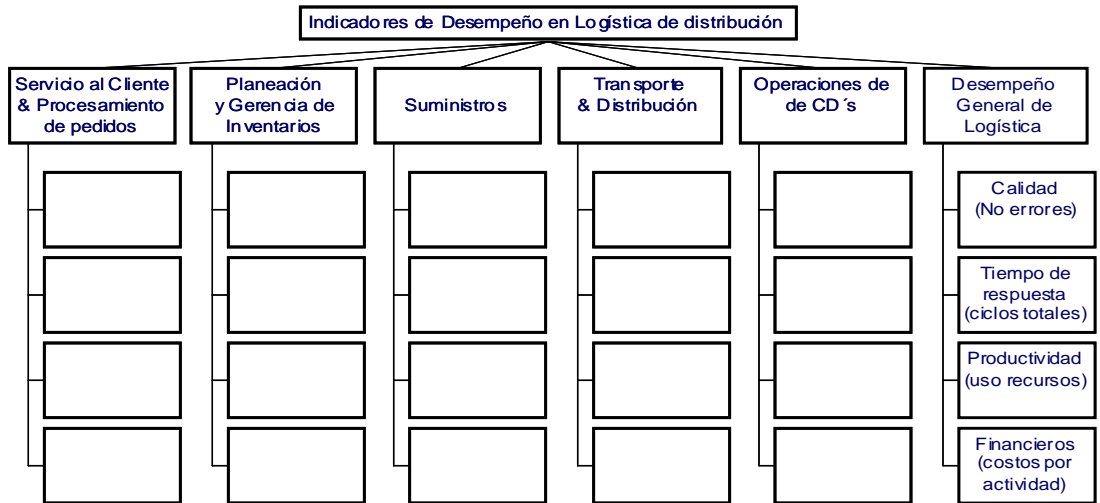 Indicadores de Desempeño en Logística de distribución
Servicio al Cliente
& Procesamiento
de pedidos
Planeación
y Gerencia de
Inventarios
Suministros
Transporte
& Distribución
Operaciones de
de CD´s
Desempeño
General de
Logística
Calidad
(No errores)
Tiempo de
respuesta
(ciclos totales)
Productividad
(uso recursos)
Financieros
(costos por
actividad)